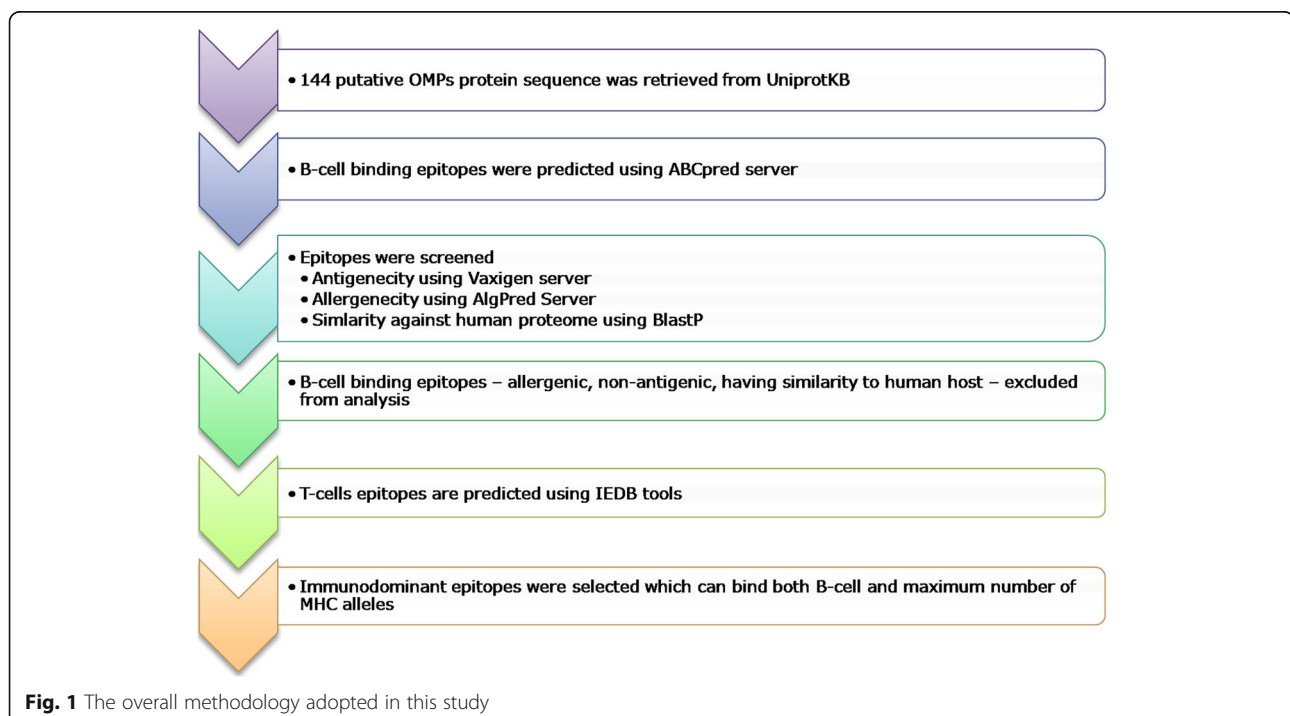 • 144 putative OMPs protein sequence was retrieved from UniprotKB
• B-cell binding epitopes were predicted using ABCpred server
• Epitopes were screened
• Antigenecity using Vaxigen server
• Allergenecity using AlgPred Server
• Simlarity against human proteome using BlastP
• B-cell binding epitopes – allergenic, non-antigenic, having similarity to human host – excluded
from analysis
• T-cells epitopes are predicted using IEDB tools
• Immunodominant epitopes were selected which can bind both B-cell and maximum number of
MHC alleles
Fig. 1 The overall methodology adopted in this study